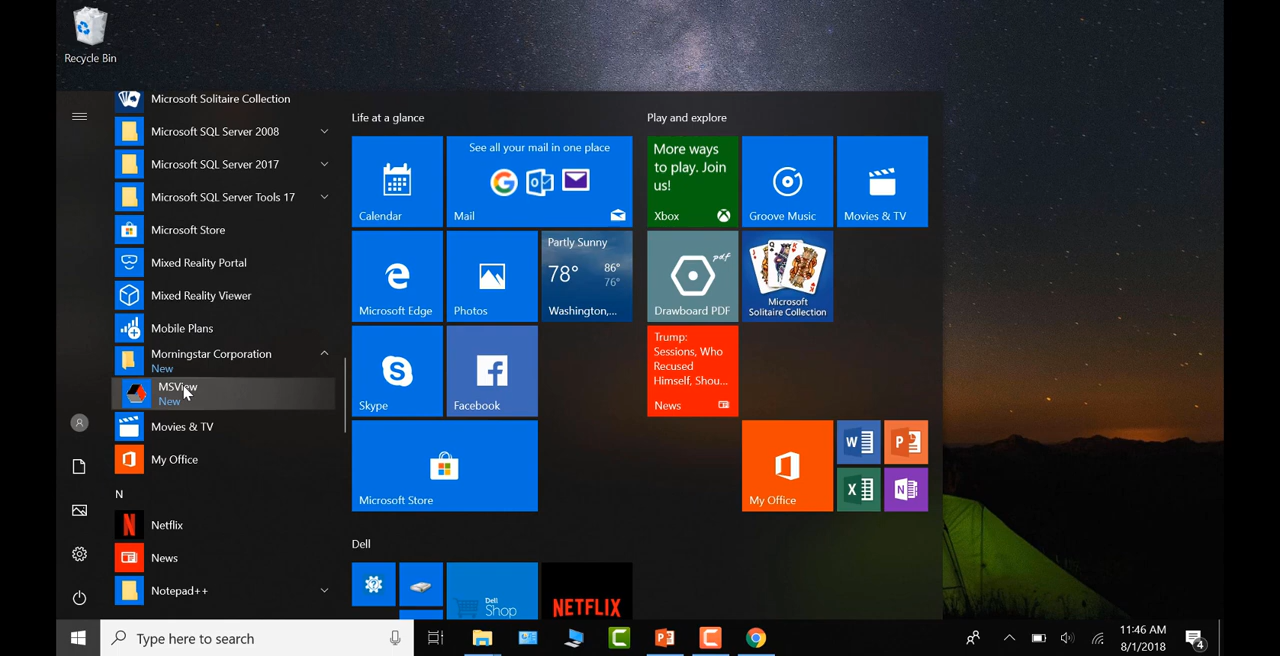 Recycle Bin
Microsoft Solitaire Collection
Microsoft SQL Server 2008
Microsoft SQL Server 2017
Microsoft SQL Server Tools 17
Microsoft Store
Mixed Reality Portal
Mixed Reality Viewer
Mobile Plans
Morningstar Corporation
New
MSView
New
Movies & TV
My Office
N
Netflix
News
Notepad++
Life at a glance
Calendar
See all your mail in one place
Mail
Microsoft Edge
Photos
Partly Sunny
78° 86°
76°
Washington,...
Skype
Facebook
Microsoft Store
Dell
Dell
Shop
NETFLIX
Play and explore
More ways
to play. Join
us!
Xbox
Groove Music
Movies & TV
pdf
Drawboard PDF
Microsoft
Solitaire Collection
Trump:
Sessions, Who
Recused
Himself, Shou...
News
My Office
Type here to search
11:46 AM
8/1/2018
4